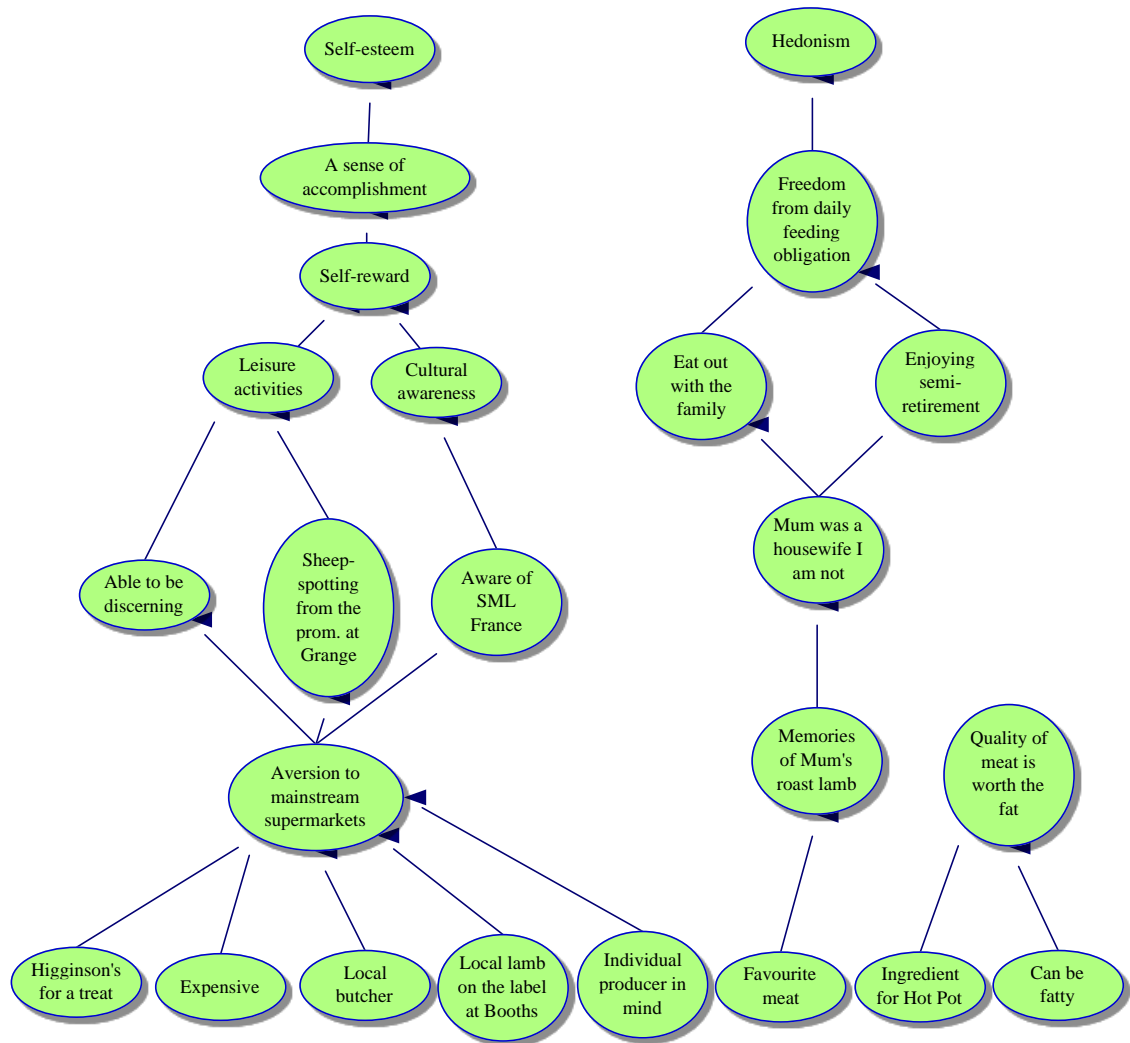 Self-esteem
Hedonism
A sense of
accomplishment
Freedom
from daily
feeding
obligation
Self-reward
Leisure
activities
Cultural
awareness
Eat out
with the
family
Enjoying
semi-
retirement
Able to be
discerning
Sheep-
spotting
from the
prom. at
Grange
Aware of
SML
France
Mum was a
housewife I
am not
Aversion to
mainstream
supermarkets
Memories
of Mum's
roast lamb
Quality of
meat is
worth the
fat
Higginson's
for a treat
Expensive
Local
butcher
Local lamb
on the label
at Booths
Individual
producer in
mind
Favourite
meat
Ingredient
for Hot Pot
Can be
fatty